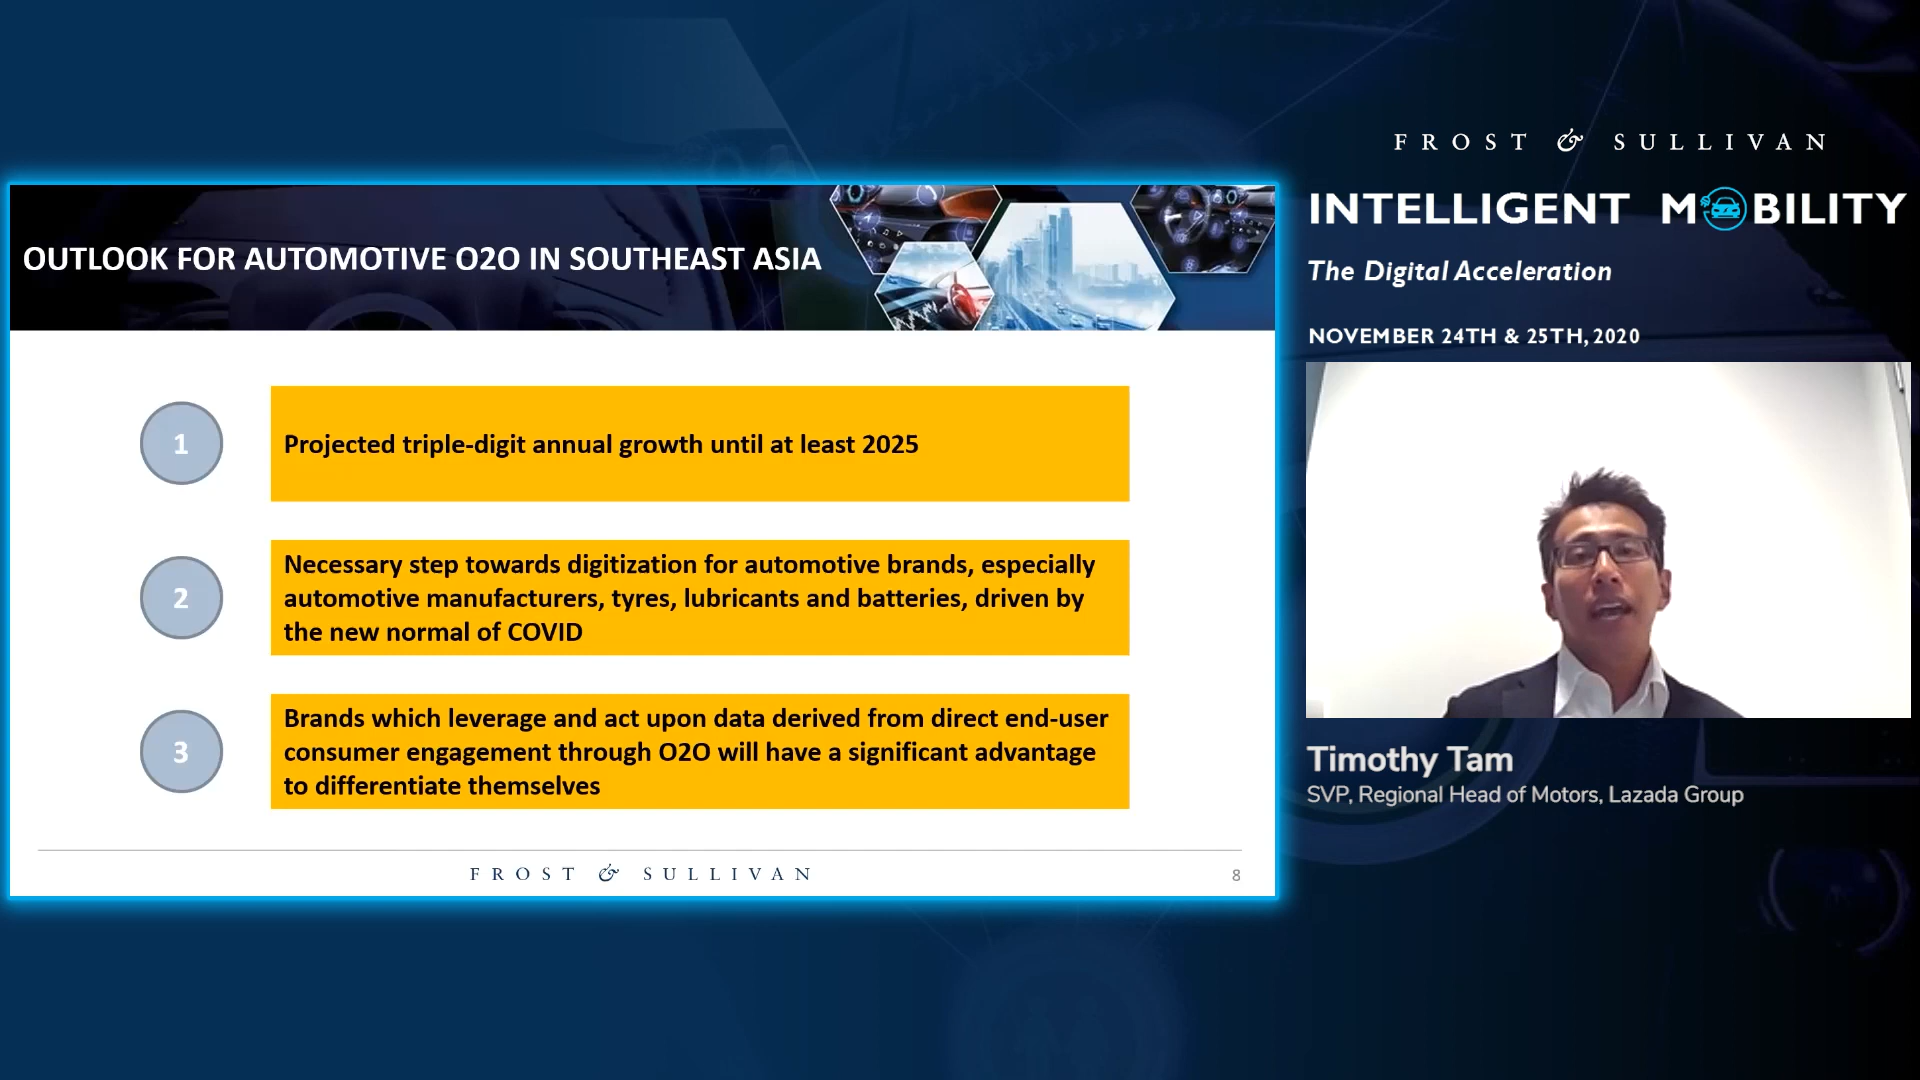 FROST & SULLIVAN
INTELLIGENT MOBILITY
The Digital Acceleration
NOVEMBER 24TH & 25TH, 2020
OUTLOOK FOR AUTOMOTIVE O2O IN SOUTHEAST ASIA
1
Projected triple-digit annual growth until at least 2025
2
Necessary step towards digitization for automotive brands, especially
automotive manufacturers, tyres, lubricants and batteries, driven by
the new normal of COVID
3
Brands which leverage and act upon data derived from direct end-user
consumer engagement through O2O will have a significant advantage
to differentiate themselves
FROST & SULLIVAN
8
Timothy Tam
SVP, Regional Head of Motors, Lazada Group